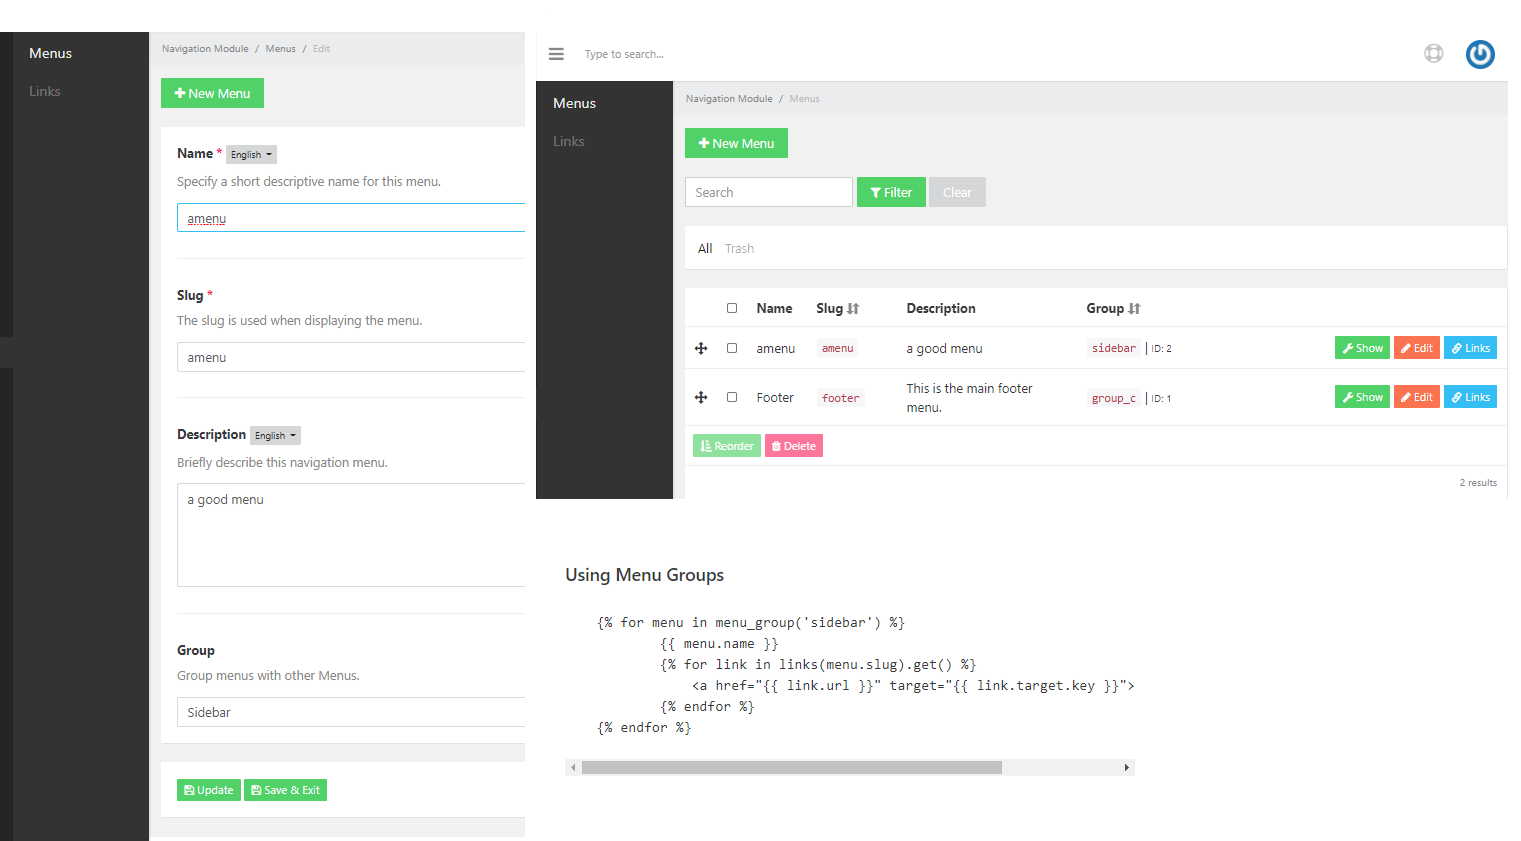 Menus
Links
Navigation Module / Menus / Edit
New Menu
Name * English
Specify a short descriptive name for this menu.
amenu
Slug *
The slug is used when displaying the menu.
amenu
Description English
Briefly describe this navigation menu.
a good menu
Group
Group menus with other Menus.
Sidebar
Update Save & Exit
Type to search...
Menus
Links
Navigation Module / Menus
New Menu
Search Filter Clear
All Trash
Name Slug Description Group
amenu amenu a good menu sidebar | ID: 2 Show Edit Links
Footer footer This is the main footer menu. group_c | ID: 1 Show Edit Links
Reorder Delete
2 results
Using Menu Groups
{% for menu in menu_group('sidebar') %}
{{ menu.name }}
{% for link in links(menu.slug).get() %}
<a href="{{ link.url }}" target="{{ link.target.key }}">
{% endfor %}
{% endfor %}